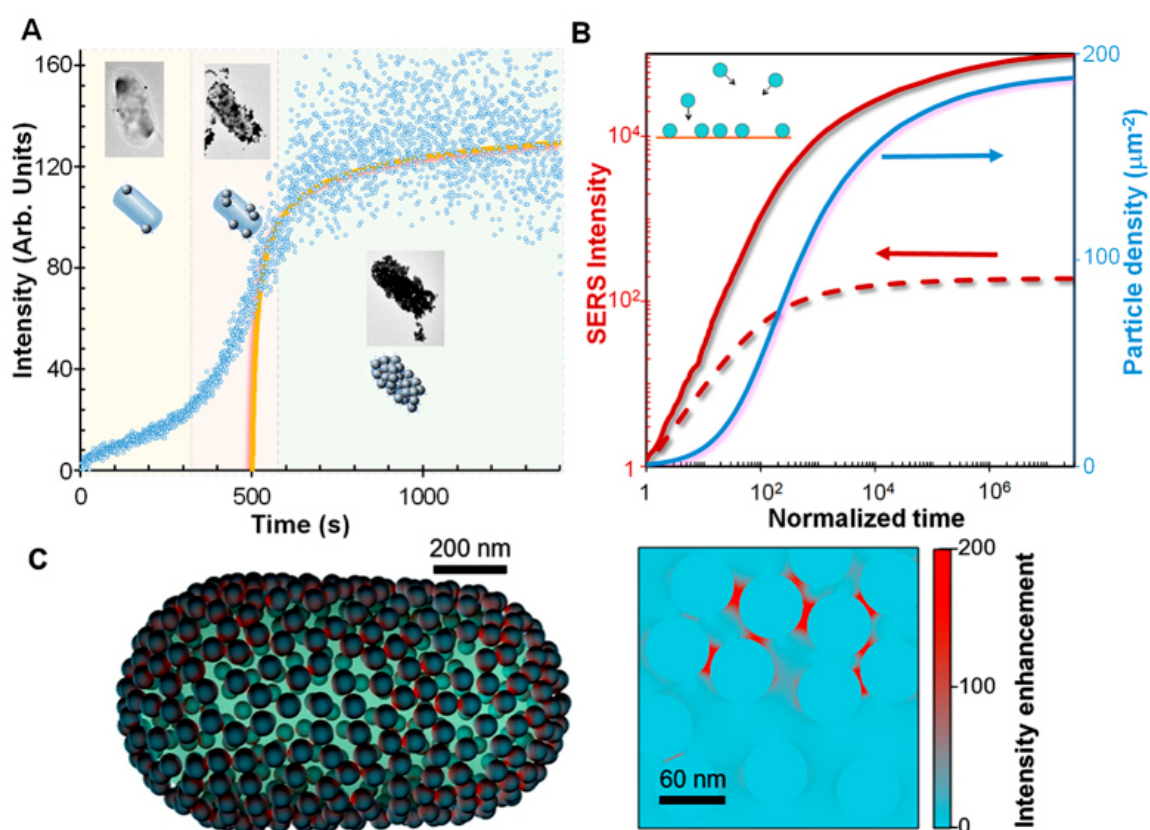 A
160
120
80
40
0
0
500
1000
Intensity (Arb. Units)
Time (s)
B
10⁴
10²
1
SERS Intensity
200
100
0
Particle density (μm⁻²)
1
10²
10⁴
10⁶
Normalized time
C
200 nm
60 nm
200
100
0
Intensity enhancement